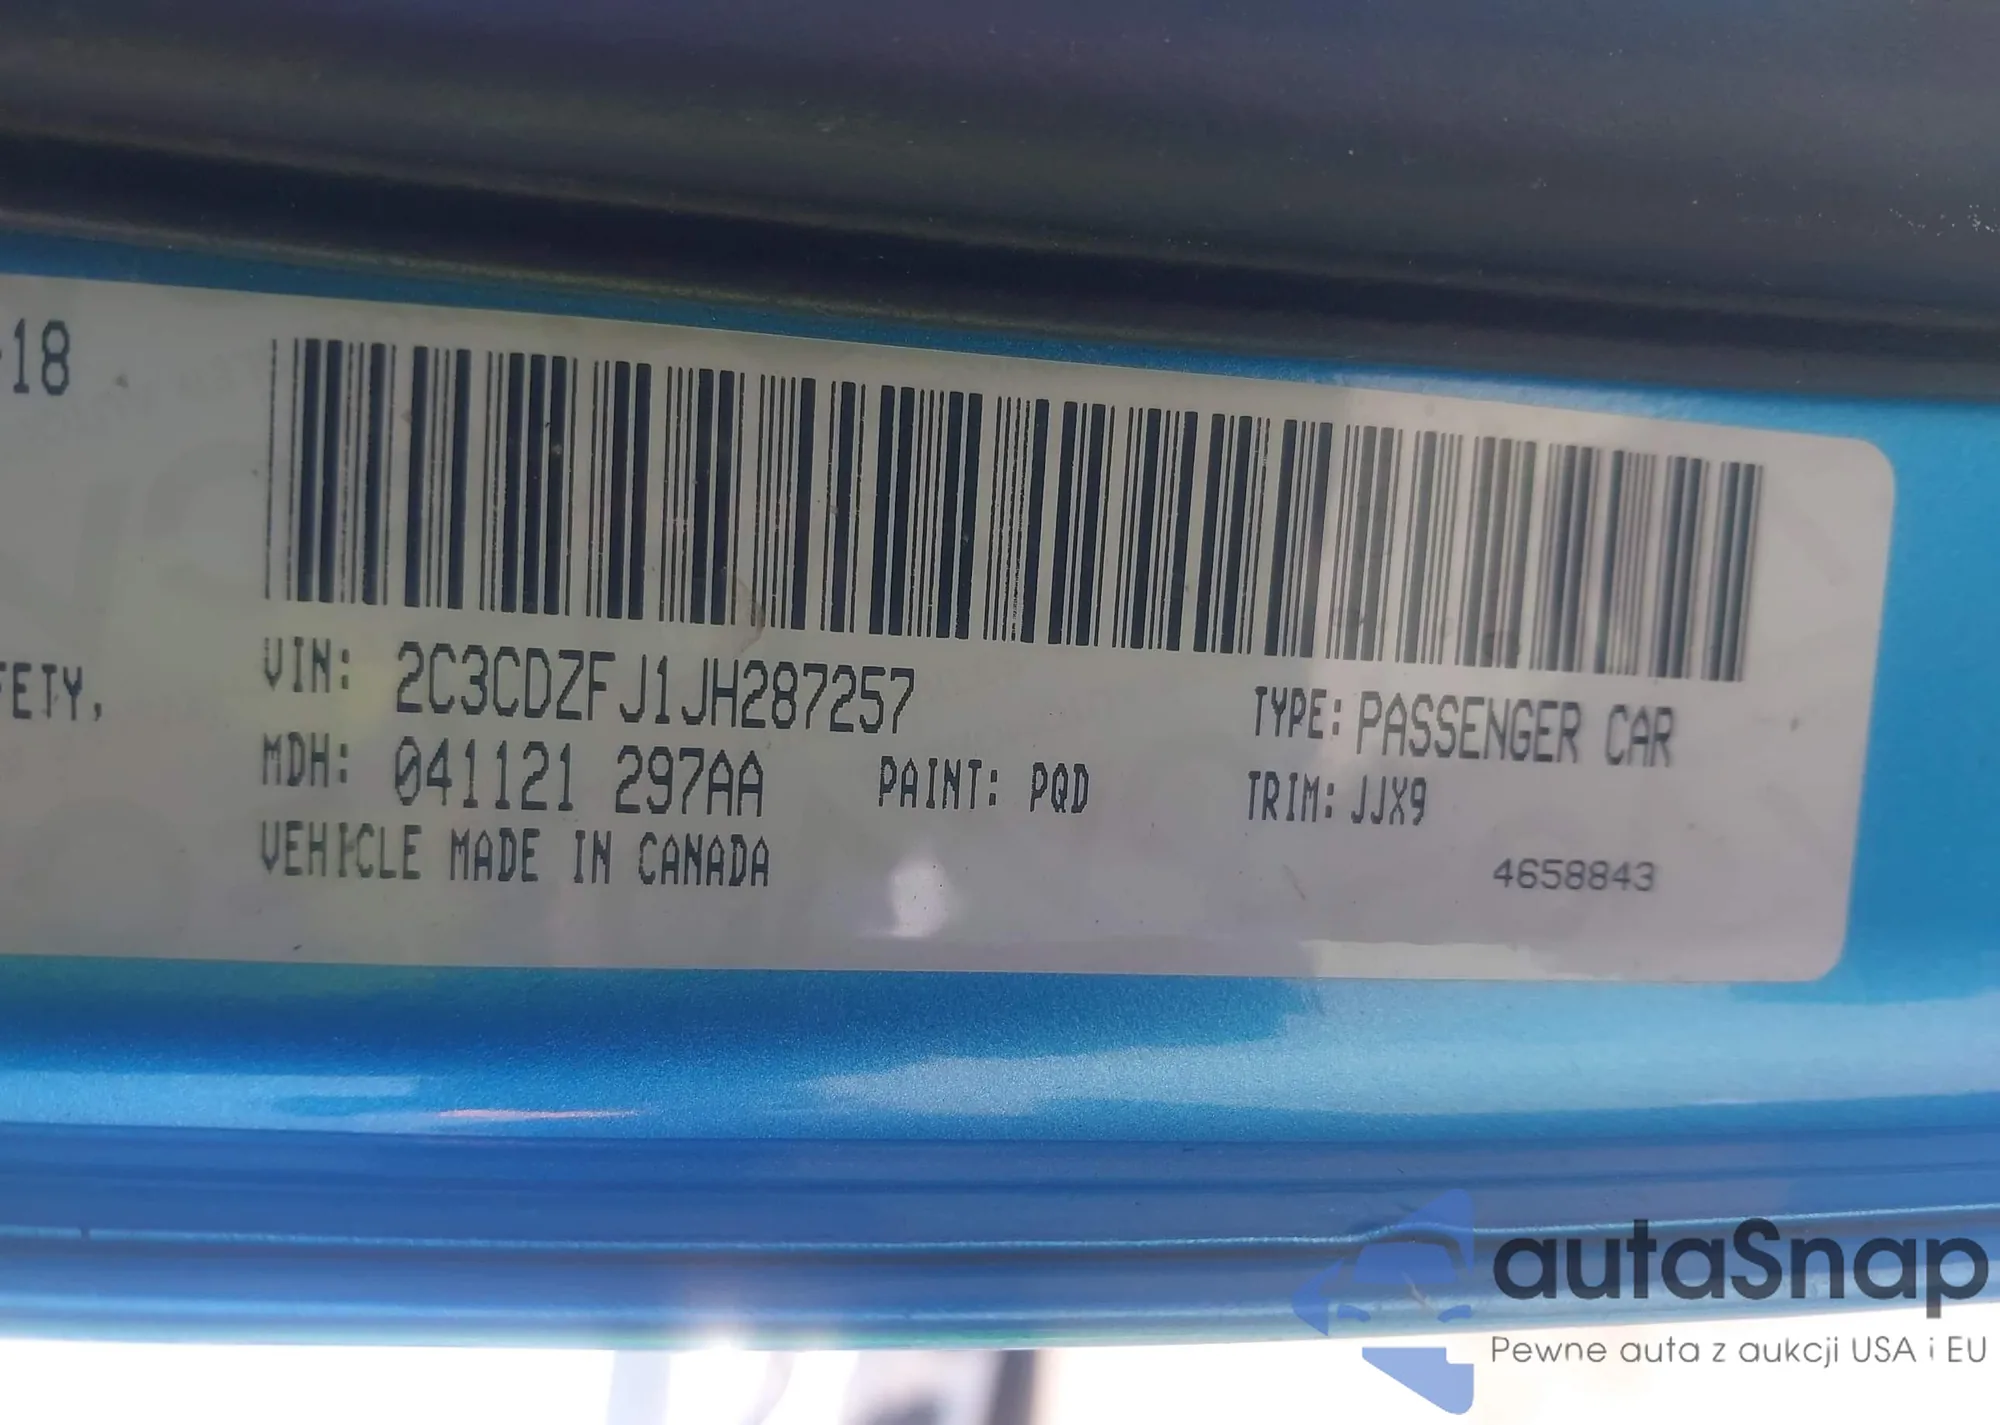 -18
FETY,
VIN: 2C3CDZFJ1JH287257
TYPE: PASSENGER CAR
MDH: 041121 297AA
PAINT: PQD
TRIM: JJX9
VEHICLE MADE IN CANADA
4658843
autaSnap
Pewne auta z aukcji USA i EU